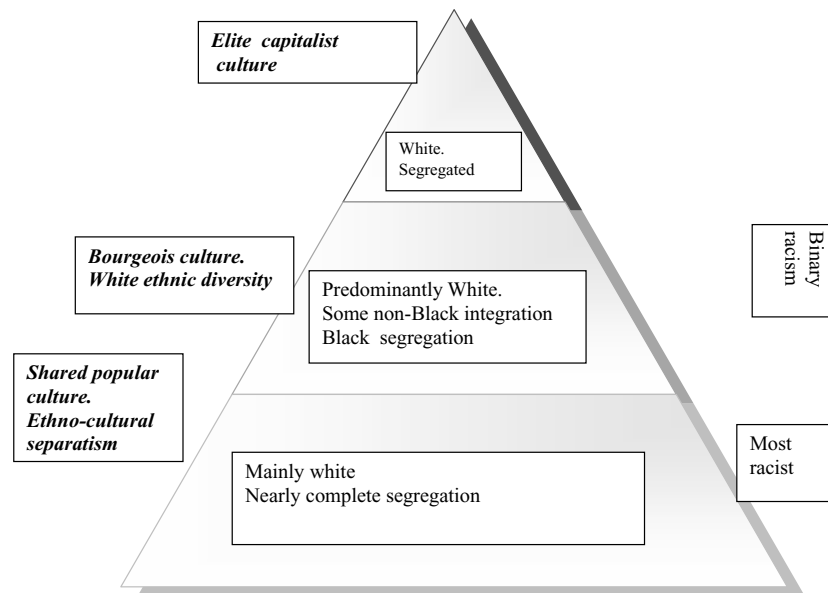 Elite capitalist
culture
White.
Segregated
Bourgeois culture.
White ethnic diversity
Predominantly White.
Some non-Black integration
Black segregation
Binary
racism
Shared popular
culture.
Ethno-cultural
separatism
Mainly white
Nearly complete segregation
Most
racist